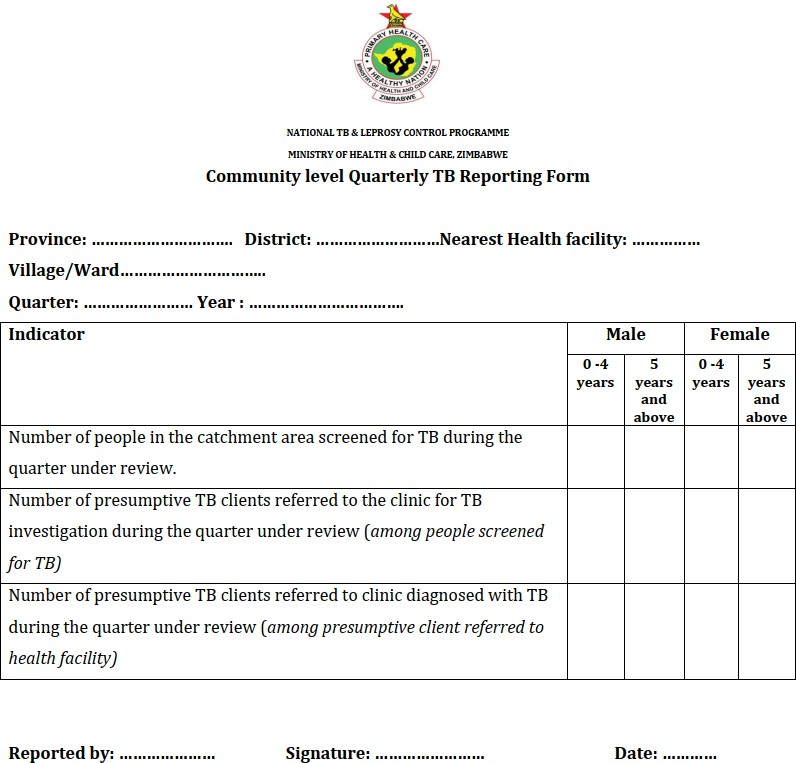 PRIMARY HEALTH CARE
A HEALTHY NATION
MINISTRY OF HEALTH AND CHILD CARE
ZIMBABWE
NATIONAL TB & LEPROSY CONTROL PROGRAMME
MINISTRY OF HEALTH & CHILD CARE, ZIMBABWE
Community level Quarterly TB Reporting Form
Province: ............................ District: ...........................Nearest Health facility: ...............
Village/Ward................................
Quarter: ........................ Year : ..................................
Indicator Male Female
0 -4 years 5 years and above 0 -4 years 5 years and above
Number of people in the catchment area screened for TB during the
quarter under review.
Number of presumptive TB clients referred to the clinic for TB
investigation during the quarter under review (among people screened
for TB)
Number of presumptive TB clients referred to clinic diagnosed with TB
during the quarter under review (among presumptive client referred to
health facility)
Reported by: ..................... Signature: ........................ Date: ............